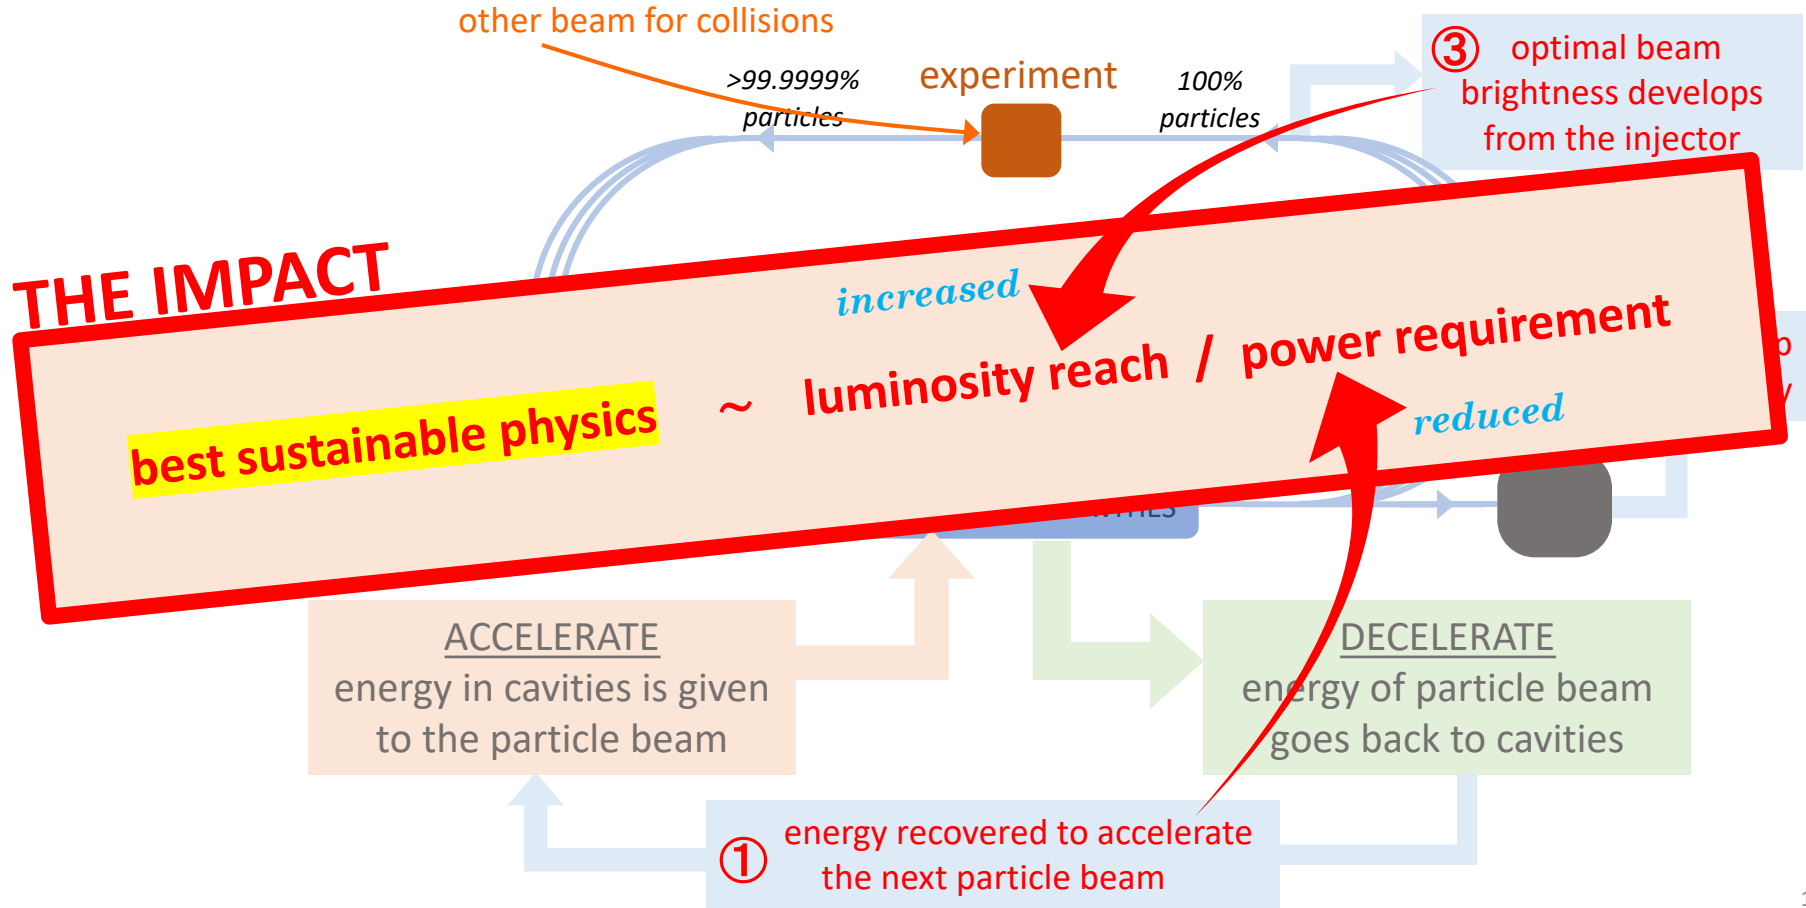 other beam for collisions
>99.9999%
particles
experiment
100%
particles
③ optimal beam
brightness develops
from the injector
THE IMPACT
increased
best sustainable physics ~ luminosity reach / power requirement
reduced
ACCELERATE
energy in cavities is given
to the particle beam
DECELERATE
energy of particle beam
goes back to cavities
① energy recovered to accelerate
the next particle beam